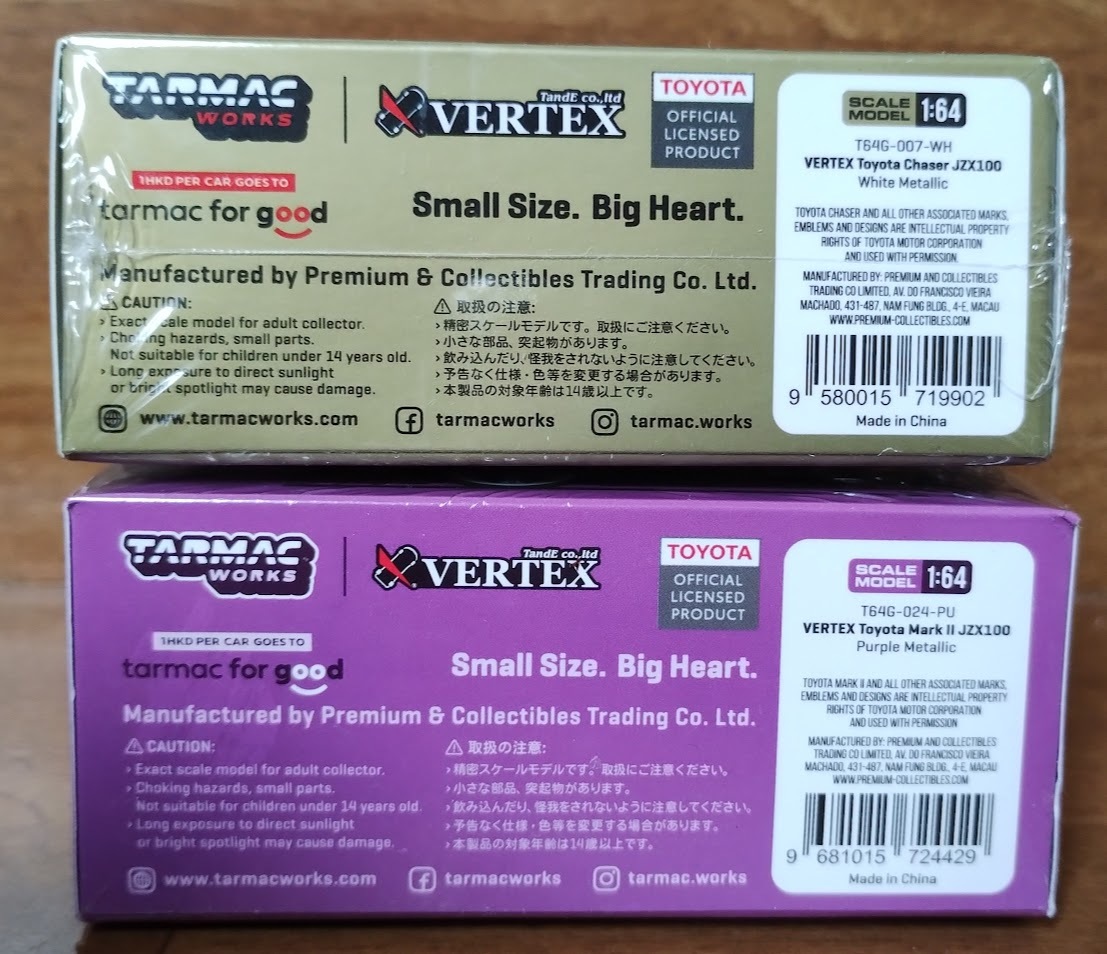 TARMAC
WORKS
TandE co.,ltd
VERTEX
TOYOTA
OFFICIAL
LICENSED
PRODUCT
1HKD PER CAR GOES TO
tarmac for good
Small Size. Big Heart.
Manufactured by Premium & Collectibles Trading Co. Ltd.
CAUTION:
› Exact scale model for adult collector.
› Choking hazards, small parts.
Not suitable for children under 14 years old.
› Long exposure to direct sunlight
or bright spotlight may cause damage.
取扱の注意:
›精密スケールモデルです。取扱にご注意ください。
›小さな部品、突起物があります。
›飲み込んだり、怪我をされないように注意してください。
›予告なく仕様・色等を変更する場合があります。
›本製品の対象年齢は14歳以上です。
www.tarmacworks.com
tarmacworks
tarmac.works
SCALE
MODEL 1:64
T64G-007-WH
VERTEX Toyota Chaser JZX100
White Metallic
TOYOTA CHASER AND ALL OTHER ASSOCIATED MARKS,
EMBLEMS AND DESIGNS ARE INTELLECTUAL PROPERTY
RIGHTS OF TOYOTA MOTOR CORPORATION
AND USED WITH PERMISSION.
MANUFACTURED BY: PREMIUM AND COLLECTIBLES
TRADING CO LIMITED, AV. DO FRANCISCO VIEIRA
MACHADO, 431-487, NAM FUNG BLDG., 4-E, MACAU
WWW.PREMIUM-COLLECTIBLES.COM
9 580015 719902
Made in China
TARMAC
WORKS
TandE co.,ltd
VERTEX
TOYOTA
OFFICIAL
LICENSED
PRODUCT
1HKD PER CAR GOES TO
tarmac for good
Small Size. Big Heart.
Manufactured by Premium & Collectibles Trading Co. Ltd.
CAUTION:
› Exact scale model for adult collector.
› Choking hazards, small parts.
Not suitable for children under 14 years old.
› Long exposure to direct sunlight
or bright spotlight may cause damage.
取扱の注意:
›精密スケールモデルです。取扱にご注意ください。
›小さな部品、突起物があります。
›飲み込んだり、怪我をされないように注意してください。
›予告なく仕様・色等を変更する場合があります。
›本製品の対象年齢は14歳以上です。
www.tarmacworks.com
tarmacworks
tarmac.works
SCALE
MODEL 1:64
T64G-024-PU
VERTEX Toyota Mark II JZX100
Purple Metallic
TOYOTA MARK II AND ALL OTHER ASSOCIATED MARKS,
EMBLEMS AND DESIGNS ARE INTELLECTUAL PROPERTY
RIGHTS OF TOYOTA MOTOR CORPORATION
AND USED WITH PERMISSION
MANUFACTURED BY: PREMIUM AND COLLECTIBLES
TRADING CO LIMITED, AV. DO FRANCISCO VIEIRA
MACHADO, 431-487, NAM FUNG BLDG., 4-E, MACAU
WWW.PREMIUM-COLLECTIBLES.COM
9 681015 724429
Made in China